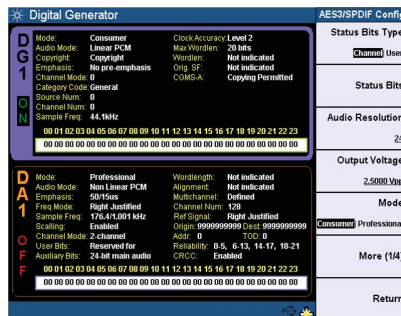 Digital Generator
AES3/SPDIF Config
DG1
ON
Mode: Consumer Clock Accuracy: Level 2
Audio Mode: Linear PCM Max Wordlen: 20 bits
Copyright: Copyright Wordlen: Not indicated
Emphasis: No pre-emphasis Orig. SF: Not indicated
Channel Mode: 0 CGMS-A: Copying Permitted
Category Code: General
Source Num: 0
Channel Num: 0
Sample Freq: 44.1kHz
00 01 02 03 04 05 06 07 08 09 10 11 12 13 14 15 16 17 18 19 20 21 22 23
00 00 00 00 00 00 00 00 00 00 00 00 00 00 00 00 00 00 00 00 00 00 00 00
DA1
OFF
Mode: Professional Wordlength: Not indicated
Audio Mode: Non Linear PCM Alignment: Not indicated
Emphasis: 50/15us Multichannel: Defined
Freq Mode: Right Justified Channel Num: 128
Sample Freq: 176.4/1.001 kHz Ref Signal: Right Justified
Scalling: Enabled Origin: 9999999999 Dest: 9999999999
Channel Mode: 2-channel Addr: 0 TOD: 0
User Bits: Reserved for Reliability: 0-5, 6-13, 14-17, 18-21
Auxiliary Bits: 24-bit main audio CRCC: Enabled
00 01 02 03 04 05 06 07 08 09 10 11 12 13 14 15 16 17 18 19 20 21 22 23
00 00 00 00 00 00 00 00 00 00 00 00 00 00 00 00 00 00 00 00 00 00 00 00
Status Bits Type
Channel User
Status Bits
Audio Resolution
24
Output Voltage
2.5000 Vpp
Mode
Consumer Professional
More (1/4)
Return